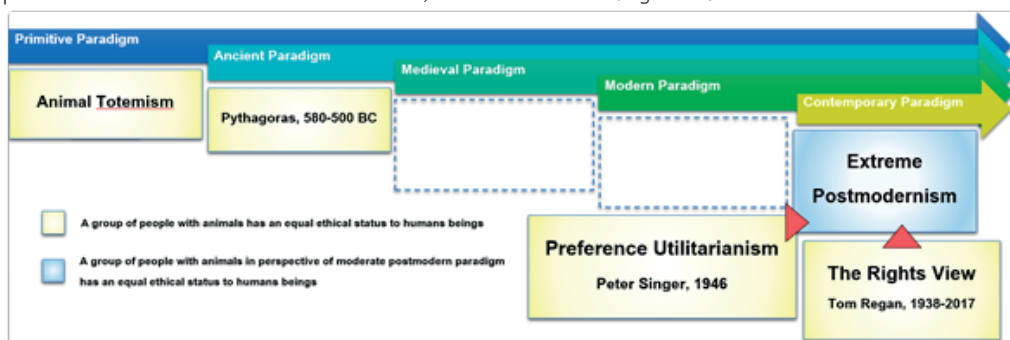 Primitive Paradigm
Ancient Paradigm
Medieval Paradigm
Modern Paradigm
Contemporary Paradigm
Animal Totemism
Pythagoras, 580-500 BC
Extreme
Postmodernism
A group of people with animals has an equal ethical status to humans beings
A group of people with animals in perspective of moderate postmodern paradigm
has an equal ethical status to humans beings
Preference Utilitarianism
Peter Singer, 1946
The Rights View
Tom Regan, 1938-2017